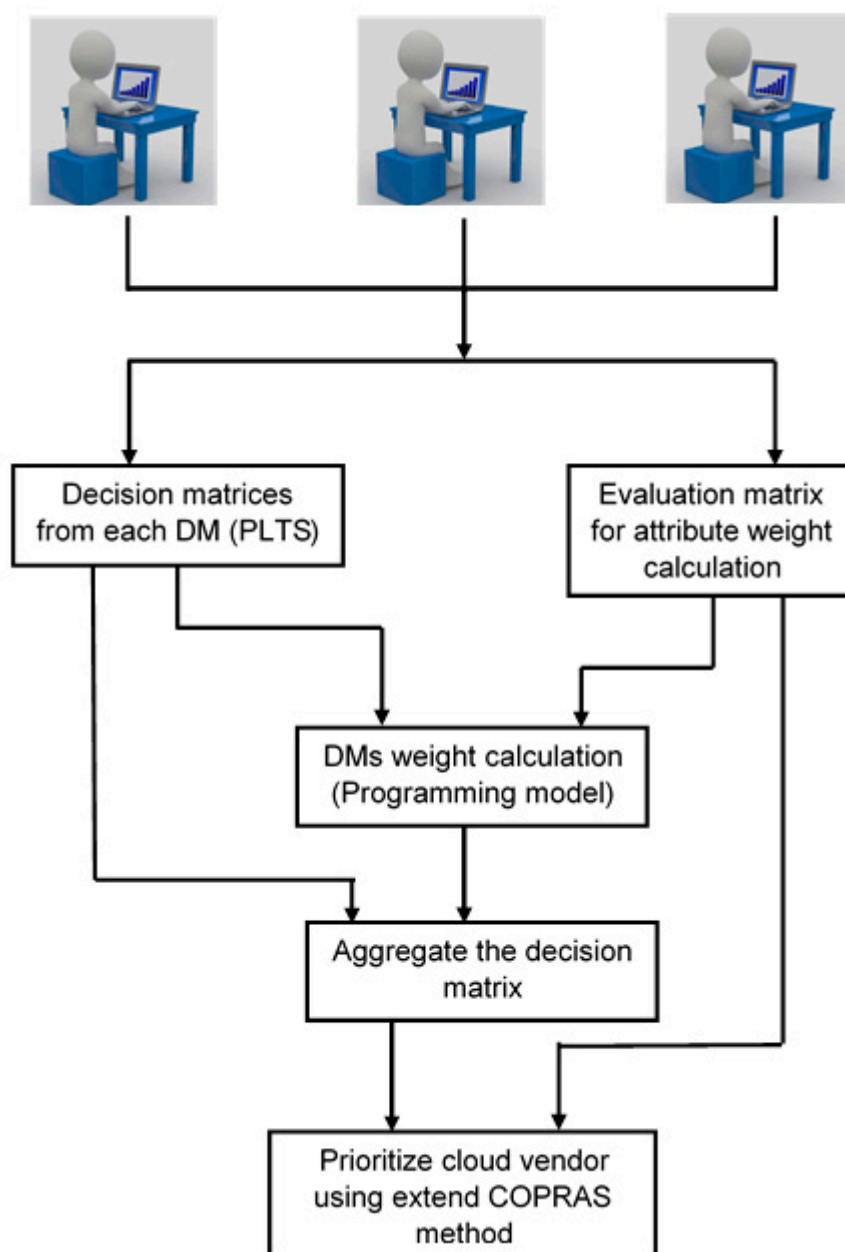 Decision matrices
from each DM (PLTS)
Evaluation matrix
for attribute weight
calculation
DMs weight calculation
(Programming model)
Aggregate the decision
matrix
Prioritize cloud vendor
using extend COPRAS
method